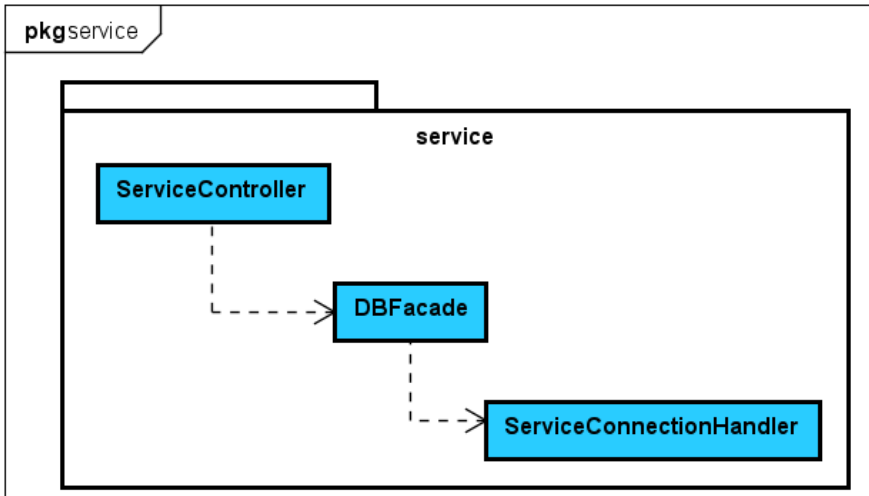 pkgservice
service
ServiceController
DBFacade
ServiceConnectionHandler